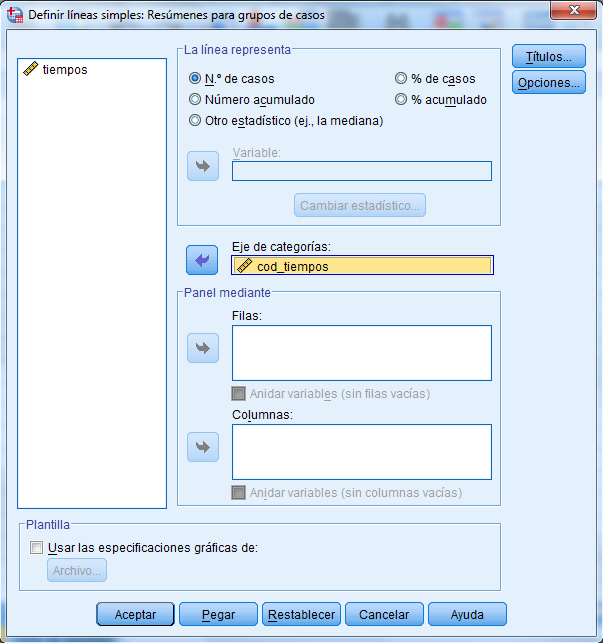 Definir líneas simples: Resúmenes para grupos de casos
tiempos
La línea representa
N.º de casos
% de casos
Número acumulado
% acumulado
Otro estadístico (ej., la mediana)
Variable:
Cambiar estadístico...
Eje de categorías:
cod_tiempos
Panel mediante
Filas:
Anidar variables (sin filas vacías)
Columnas:
Anidar variables (sin columnas vacías)
Títulos...
Opciones...
Plantilla
Usar las especificaciones gráficas de:
Archivo...
Aceptar
Pegar
Restablecer
Cancelar
Ayuda